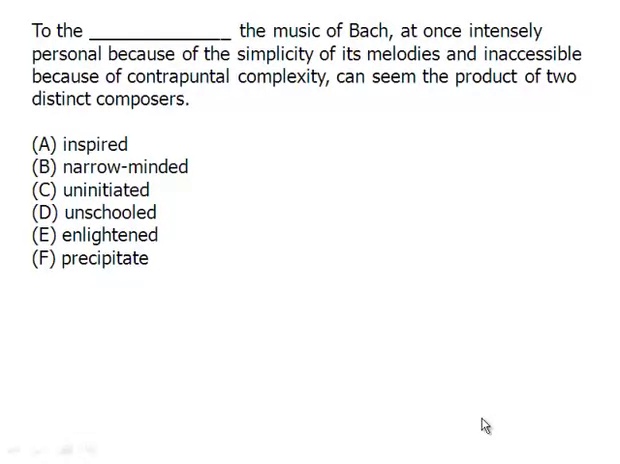 To the ________________ the music of Bach, at once intensely
personal because of the simplicity of its melodies and inaccessible
because of contrapuntal complexity, can seem the product of two
distinct composers.
(A) inspired
(B) narrow-minded
(C) uninitiated
(D) unschooled
(E) enlightened
(F) precipitate